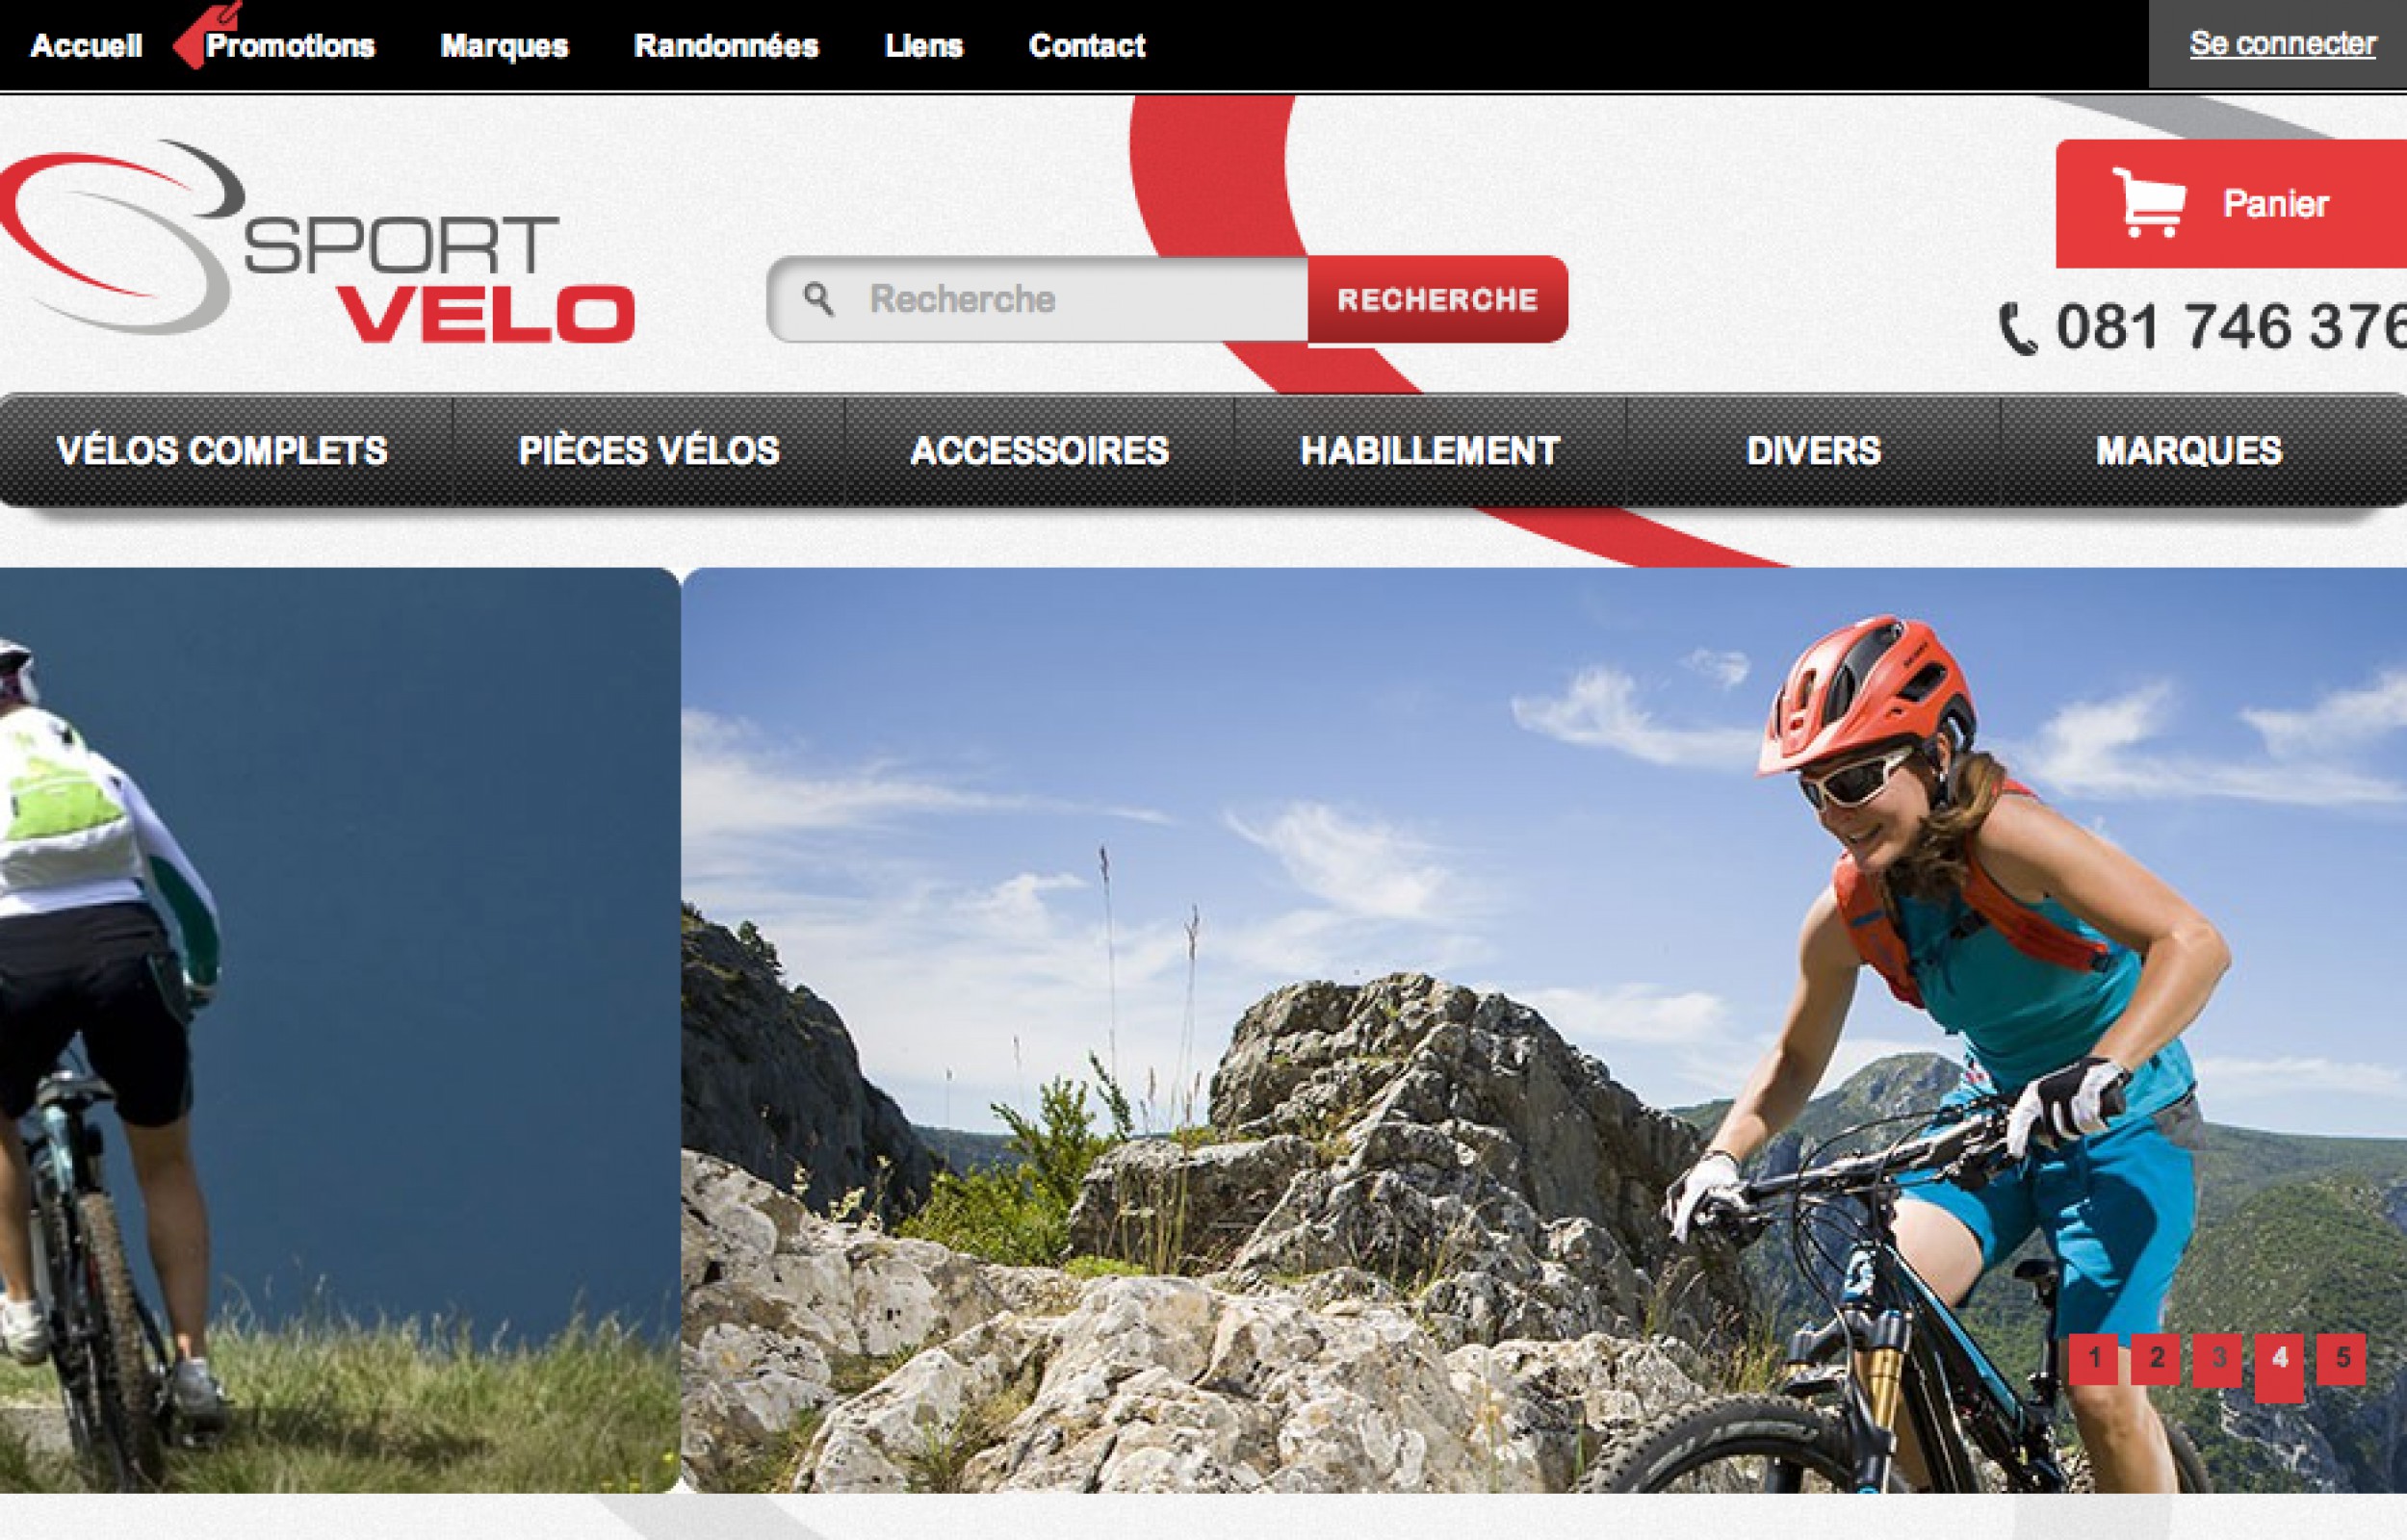 Accueil Promotions Marques Randonnées Liens Contact Se connecter
SPORT
VELO
Recherche RECHERCHE
Panier
081 746 376
VÉLOS COMPLETS PIÈCES VÉLOS ACCESSOIRES HABILLEMENT DIVERS MARQUES
1 2 3 4 5